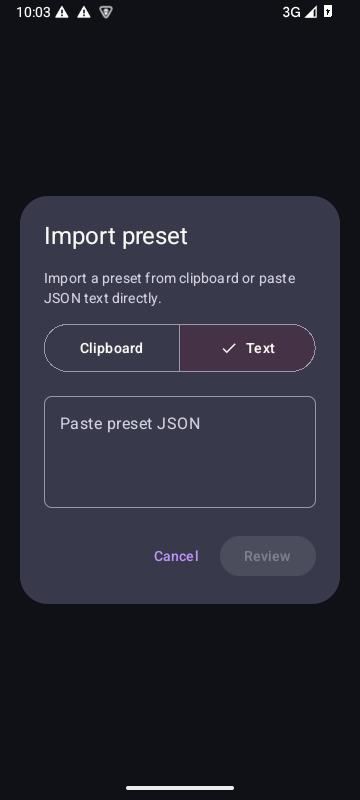 10:03
3G
Import preset
Import a preset from clipboard or paste
JSON text directly.
Clipboard
Text
Paste preset JSON
Cancel
Review